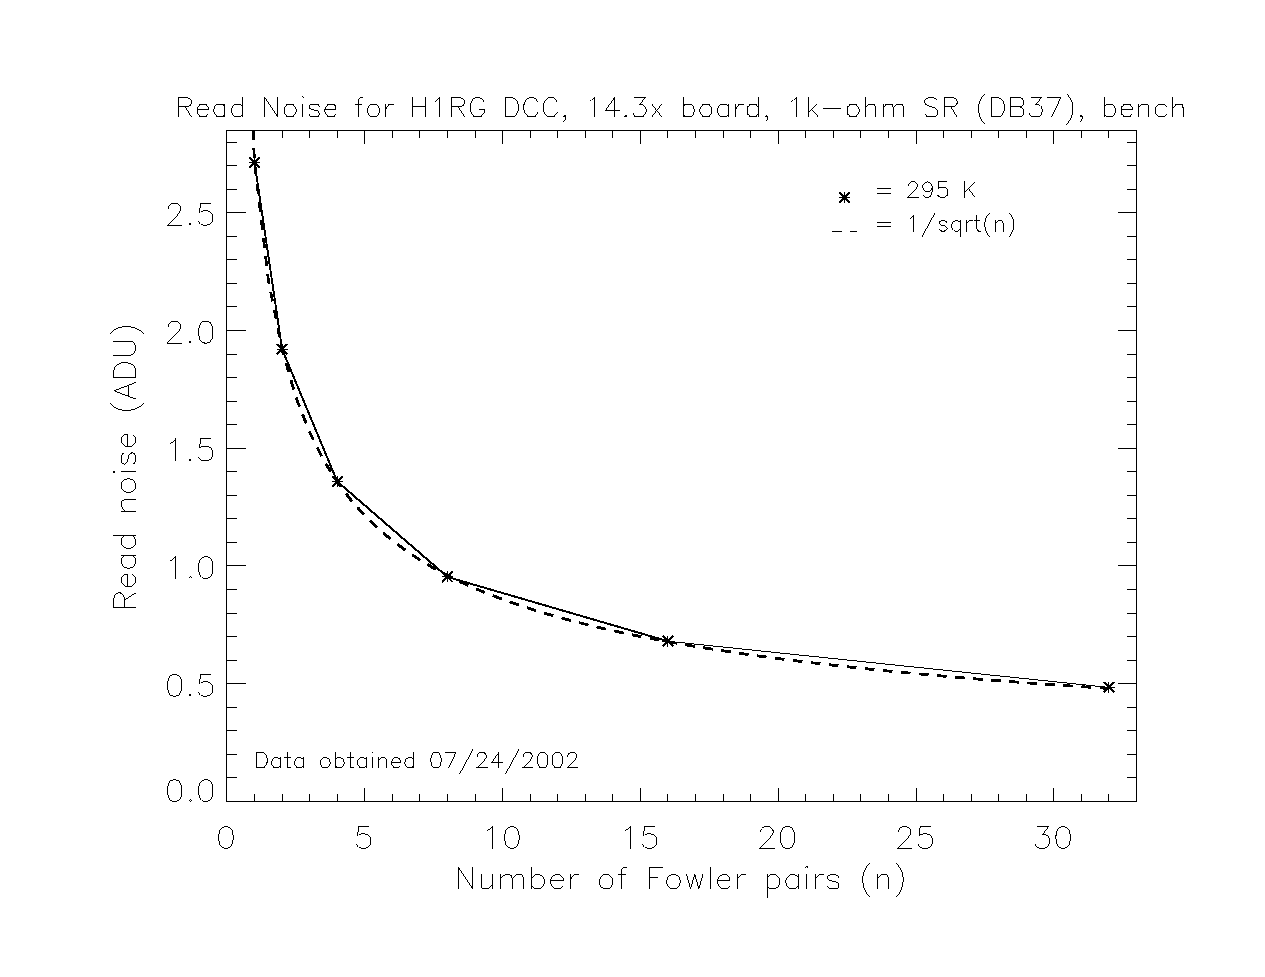 Read Noise for H1RG DCC, 14.3x board, 1k-ohm SR (DB37), bench
= 295 K
-- = 1/sqrt(n)
2.5
2.0
1.5
1.0
0.5
0.0
Read noise (ADU)
Data obtained 07/24/2002
0 5 10 15 20 25 30
Number of Fowler pairs (n)